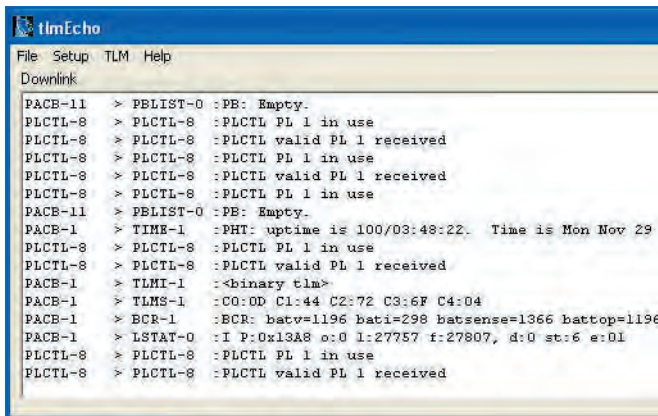 tlmEcho
File Setup TLM Help
Downlink
PACB-11 > PBLIST-0 :PB: Empty.
PLCTL-8 > PLCTL-8 :PLCTL PL 1 in use
PLCTL-8 > PLCTL-8 :PLCTL valid PL 1 received
PLCTL-8 > PLCTL-8 :PLCTL PL 1 in use
PLCTL-8 > PLCTL-8 :PLCTL valid PL 1 received
PLCTL-8 > PLCTL-8 :PLCTL PL 1 in use
PACB-11 > PBLIST-0 :PB: Empty.
PACB-1 > TIME-1 :PHT: uptime is 100/03:48:22. Time is Mon Nov 29
PLCTL-8 > PLCTL-8 :PLCTL PL 1 in use
PLCTL-8 > PLCTL-8 :PLCTL valid PL 1 received
PACB-1 > TLMI-1 :<binary tlm>
PACB-1 > TLMS-1 :C0:0D C1:44 C2:72 C3:6F C4:04
PACB-1 > BCR-1 :BCR: batv=1196 bati=298 batsense=1366 battop=1196
PACB-1 > LSTAT-0 :I P:0x13A8 o:0 l:27757 f:27807, d:0 st:6 e:01
PLCTL-8 > PLCTL-8 :PLCTL PL 1 in use
PLCTL-8 > PLCTL-8 :PLCTL valid PL 1 received